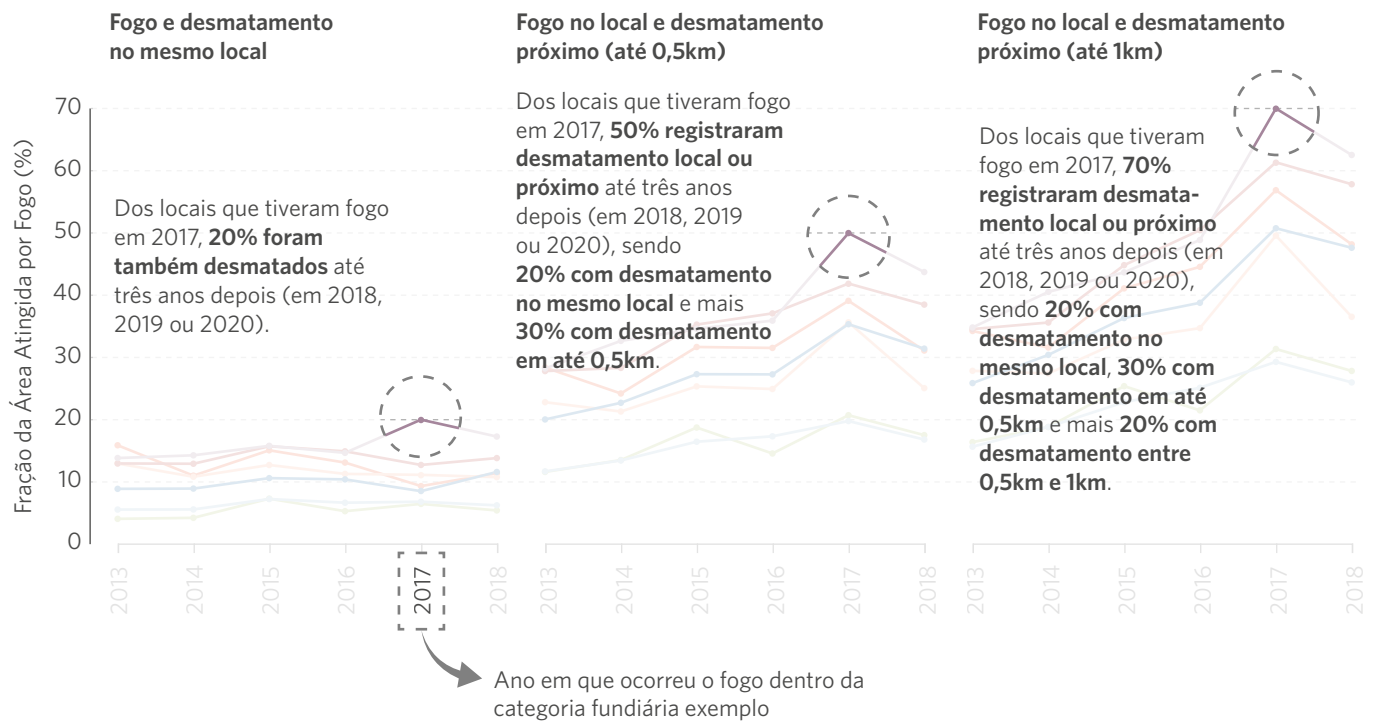 Fogo e desmatamento
no mesmo local
Fogo no local e desmatamento
próximo (até 0,5km)
Fogo no local e desmatamento
próximo (até 1km)
Fração da Área Atingida por Fogo (%)
70
60
50
40
30
20
10
0
Dos locais que tiveram fogo
em 2017, 20% foram
também desmatados até
três anos depois (em 2018,
2019 ou 2020).
Dos locais que tiveram fogo
em 2017, 50% registraram
desmatamento local ou
próximo até três anos
depois (em 2018, 2019
ou 2020), sendo
20% com desmatamento
no mesmo local e mais
30% com desmatamento
em até 0,5km.
Dos locais que tiveram
fogo em 2017, 70%
registraram desmata-
mento local ou próximo
até três anos depois (em
2018, 2019 ou 2020),
sendo 20% com
desmatamento no
mesmo local, 30% com
desmatamento em até
0,5km e mais 20% com
desmatamento entre
0,5km e 1km.
2013
2014
2015
2016
2017
2018
2013
2014
2015
2016
2017
2018
2013
2014
2015
2016
2017
2018
Ano em que ocorreu o fogo dentro da
categoria fundiária exemplo